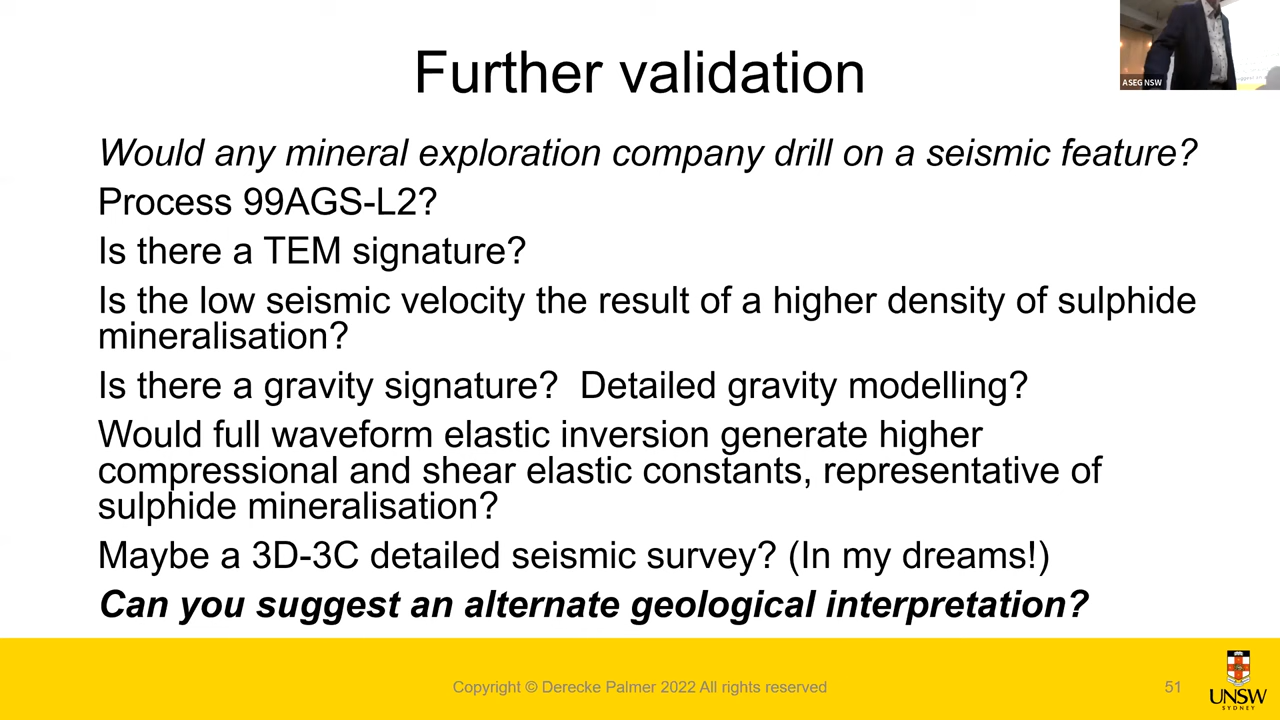 Further validation
ASEG NSW
Would any mineral exploration company drill on a seismic feature?
Process 99AGS-L2?
Is there a TEM signature?
Is the low seismic velocity the result of a higher density of sulphide
mineralisation?
Is there a gravity signature?  Detailed gravity modelling?
Would full waveform elastic inversion generate higher
compressional and shear elastic constants, representative of
sulphide mineralisation?
Maybe a 3D-3C detailed seismic survey? (In my dreams!)
Can you suggest an alternate geological interpretation?
Copyright © Derecke Palmer 2022 All rights reserved
51
UNSW
SYDNEY